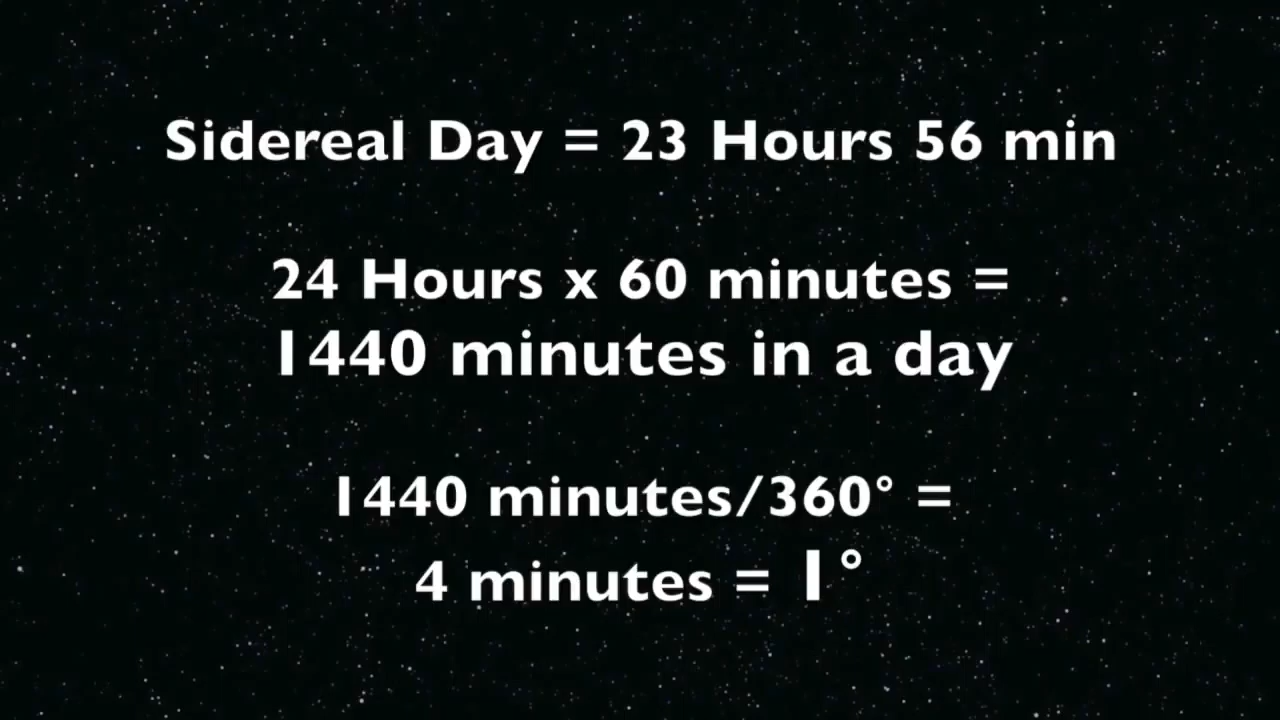 Sidereal Day = 23 Hours 56 min
24 Hours x 60 minutes =
1440 minutes in a day
1440 minutes/360° =
4 minutes = 1°